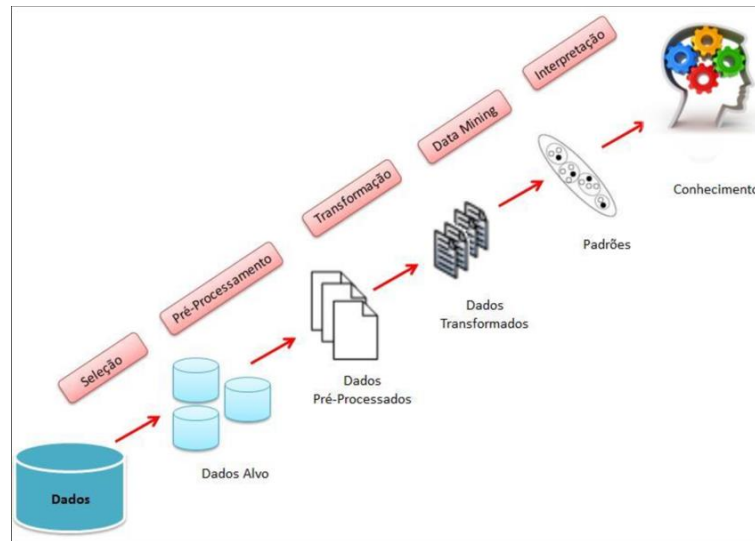 Interpretação
Data Mining
Transformação
Pré-Processamento
Seleção
Conhecimento
Padrões
Dados
Transformados
Dados
Pré-Processados
Dados Alvo
Dados